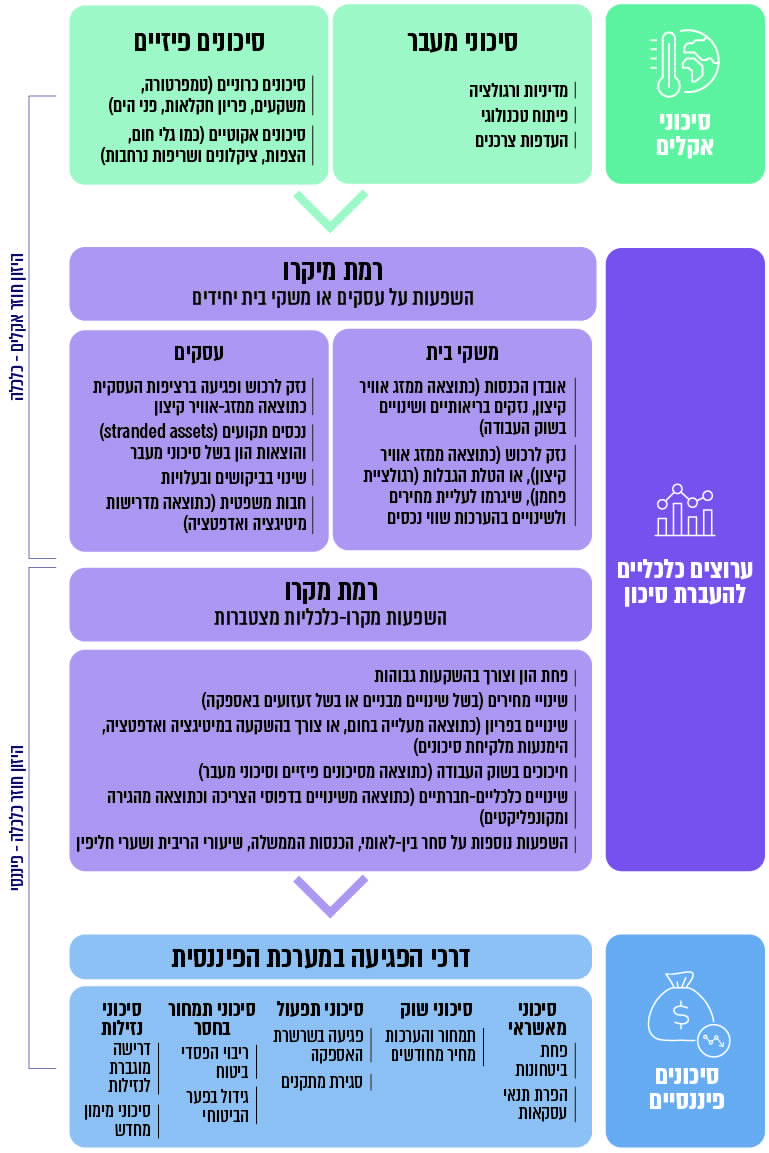 סיכוני
אקלים
סיכוני מעבר
מדיניות ורגולציה
פיתוח טכנולוגי
העדפות צרכנים
סיכונים פיזיים
סיכונים כרוניים (טמפרטורה,
משקעים, פריון חקלאות, פני הים)
סיכונים אקוטיים (כמו גלי חום,
הצפות, ציקלונים ושריפות נרחבות)
היזון חוזר אקלים - כלכלה
ערוצים כלכליים
להעברת סיכון
רמת מיקרו
השפעות על עסקים או משקי בית יחידים
משקי בית
אובדן הכנסות (כתוצאה ממזג אוויר
קיצון, נזקים בריאותיים ושינויים
בשוק העבודה)
נזק לרכוש (כתוצאה ממזג אוויר
קיצון), או הטלת הגבלות (רגולציית
פחמן), שיגרמו לעליית מחירים
ולשינויים בהערכות שווי נכסים
עסקים
נזק לרכוש ופגיעה ברציפות העסקית
כתוצאה ממזג-אוויר קיצון
נכסים תקועים (stranded assets)
והוצאות הון בשל סיכוני מעבר
שינוי בביקושים ובעלויות
חבות משפטית (כתוצאה מדרישות
מיטיגציה ואדפטציה)
רמת מקרו
השפעות מקרו-כלכליות מצטברות
פחת הון וצורך בהשקעות גבוהות
שינויי מחירים (בשל שינויים מבניים או בשל זעזועים באספקה)
שינויים בפריון (כתוצאה מעלייה בחום, או צורך בהשקעה במיטיגציה ואדפטציה,
הימנעות מלקיחת סיכונים)
חיכוכים בשוק העבודה (כתוצאה מסיכונים פיזיים וסיכוני מעבר)
שינויים כלכליים-חברתיים (כתוצאה משינויים בדפוסי הצריכה וכתוצאה מהגירה
ומקונפליקטים)
השפעות נוספות על סחר בין-לאומי, הכנסות הממשלה, שיעורי הריבית ושערי חליפין
היזון חוזר כלכלה - פיננסי
סיכונים
פיננסיים
דרכי הפגיעה במערכת הפיננסית
סיכוני
מאשראי
פחת
ביטחונות
הפרת תנאי
עסקאות
סיכוני שוק
תמחור והערכות
מחיר מחודשים
סיכוני תפעול
פגיעה בשרשרת
האספקה
סגירת מתקנים
סיכוני תמחור
בחסר
ריבוי הפסדי
ביטוח
גידול בפער
הביטוחי
סיכוני
נזילות
דרישה
מוגברת
לנזילות
סיכוני מימון
מחדש